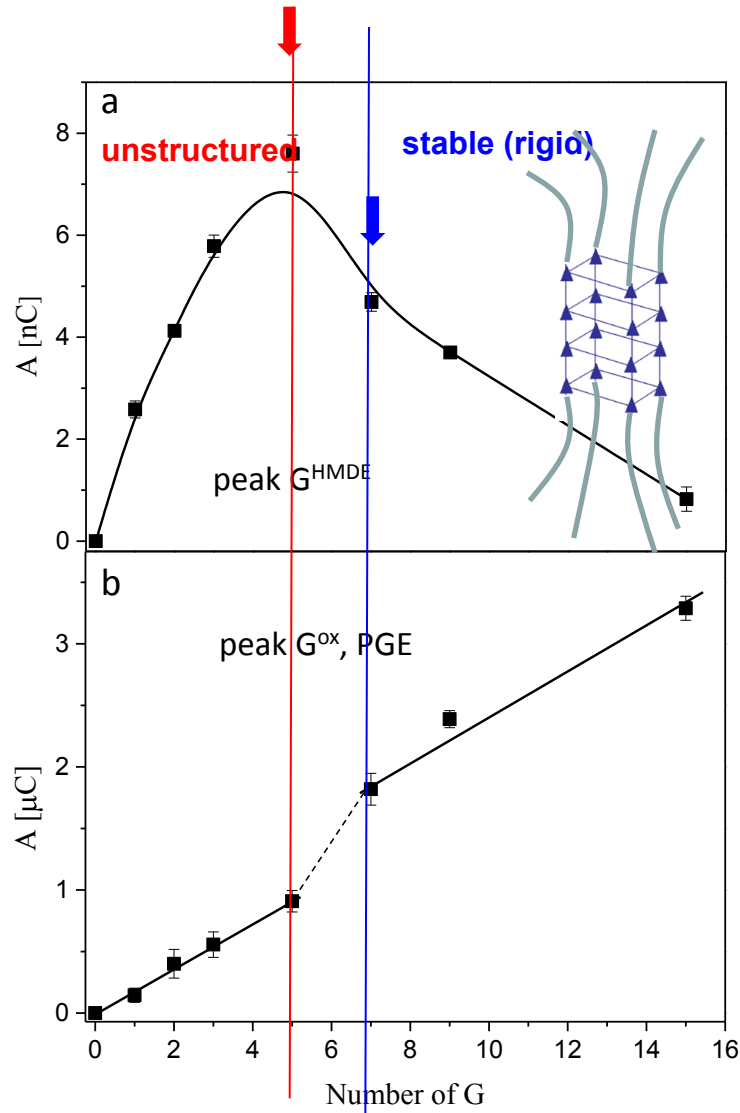 a
unstructured
stable (rigid)
8
6
4
2
0
A [nC]
peak G^HMDE
b
peak G^ox, PGE
3
2
1
0
A [μC]
0 2 4 6 8 10 12 14 16
Number of G